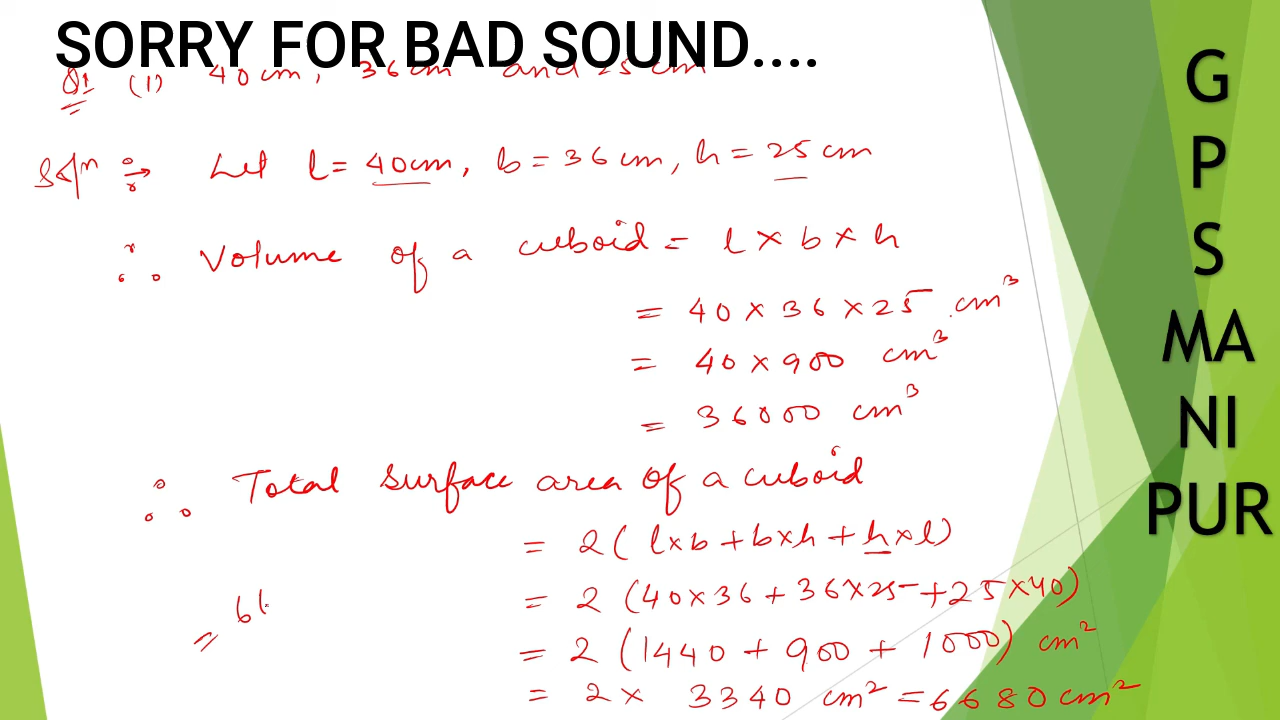 SORRY FOR BAD SOUND....
Q1 (1) 40 cm, 36 cm and 25 cm
Soln :→ Let l = 40cm, b = 36 cm, h = 25 cm
∴ Volume of a cuboid = l × b × h
= 40 × 36 × 25 cm³
= 40 × 900 cm³
= 36000 cm³
∴ Total surface area of a cuboid
= 2 ( l×b + b×h + h×l)
= 2 (40×36 + 36×25 + 25×40)
= 2 (1440 + 900 + 1000) cm²
= 2 × 3340 cm² = 6680 cm²
=
G
P
S
MA
NI
PUR